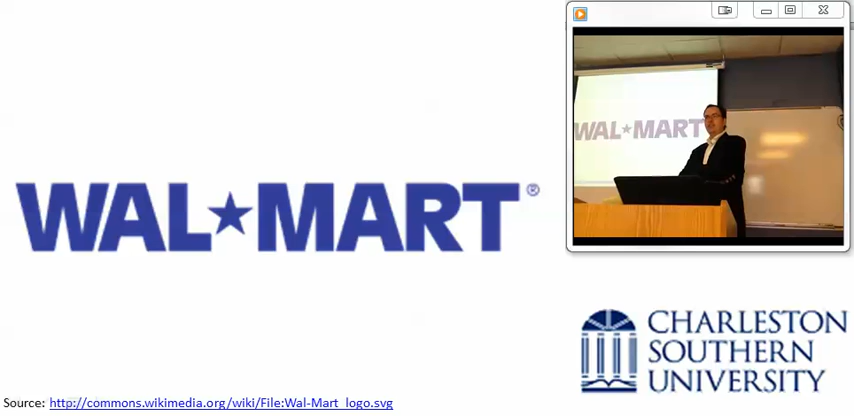 WAL★MART®
WAL★MART
CHARLESTON
SOUTHERN
UNIVERSITY
Source: http://commons.wikimedia.org/wiki/File:Wal-Mart_logo.svg